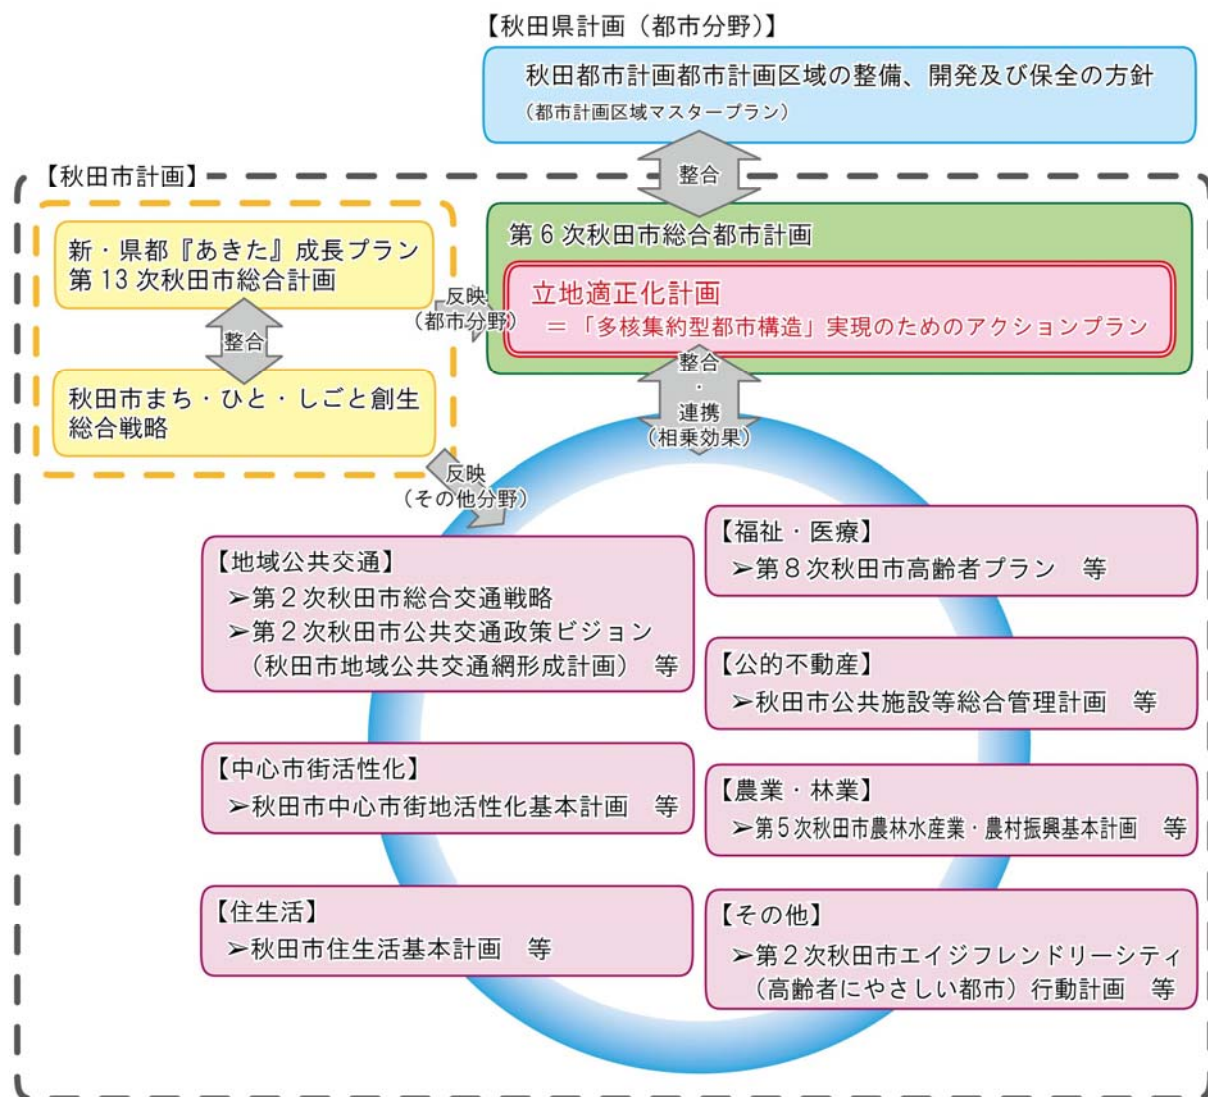 【秋田県計画（都市分野）】
秋田都市計画都市計画区域の整備、開発及び保全の方針
（都市計画区域マスタープラン）
整合
【秋田市計画】
新・県都『あきた』成長プラン
第13次秋田市総合計画
整合
秋田市まち・ひと・しごと創生
総合戦略
反映
（都市分野）
第6次秋田市総合都市計画
立地適正化計画
＝「多核集約型都市構造」実現のためのアクションプラン
整合
・
連携
（相乗効果）
反映
（その他分野）
【地域公共交通】
➢第２次秋田市総合交通戦略
➢第２次秋田市公共交通政策ビジョン
（秋田市地域公共交通網形成計画） 等
【中心市街活性化】
➢秋田市中心市街地活性化基本計画 等
【住生活】
➢秋田市住生活基本計画 等
【福祉・医療】
➢第８次秋田市高齢者プラン 等
【公的不動産】
➢秋田市公共施設等総合管理計画 等
【農業・林業】
➢第５次秋田市農林水産業・農村振興基本計画 等
【その他】
➢第２次秋田市エイジフレンドリーシティ
（高齢者にやさしい都市）行動計画 等